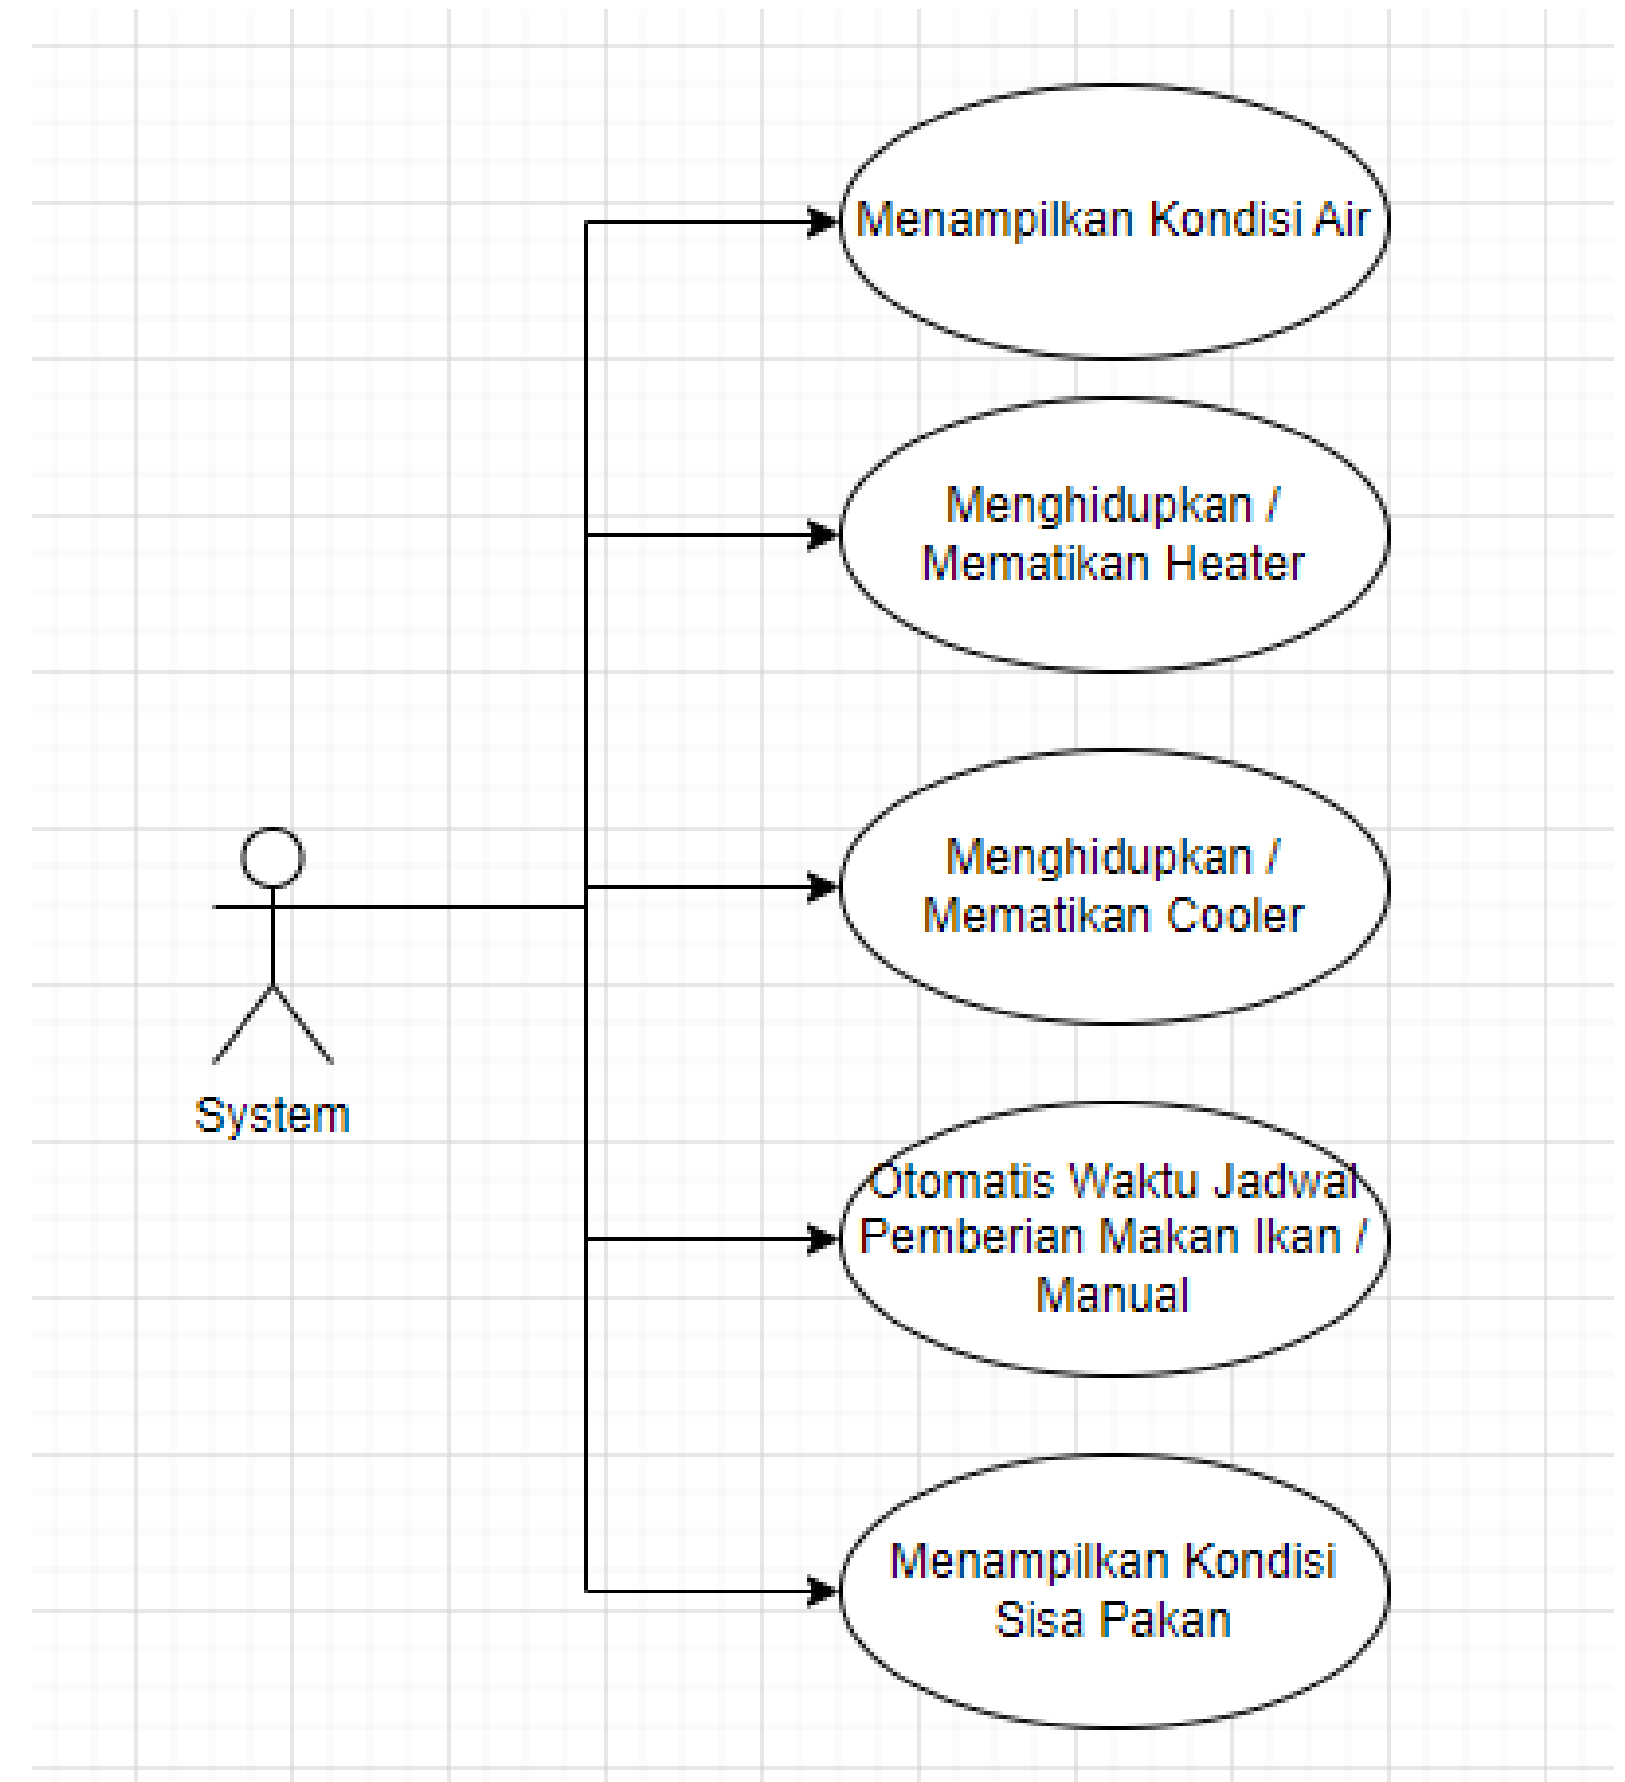 Menampilkan Kondisi Air
Menghidupkan /
Mematikan Heater
Menghidupkan /
Mematikan Cooler
System
Otomatis Waktu Jadwal
Pemberian Makan Ikan /
Manual
Menampilkan Kondisi
Sisa Pakan